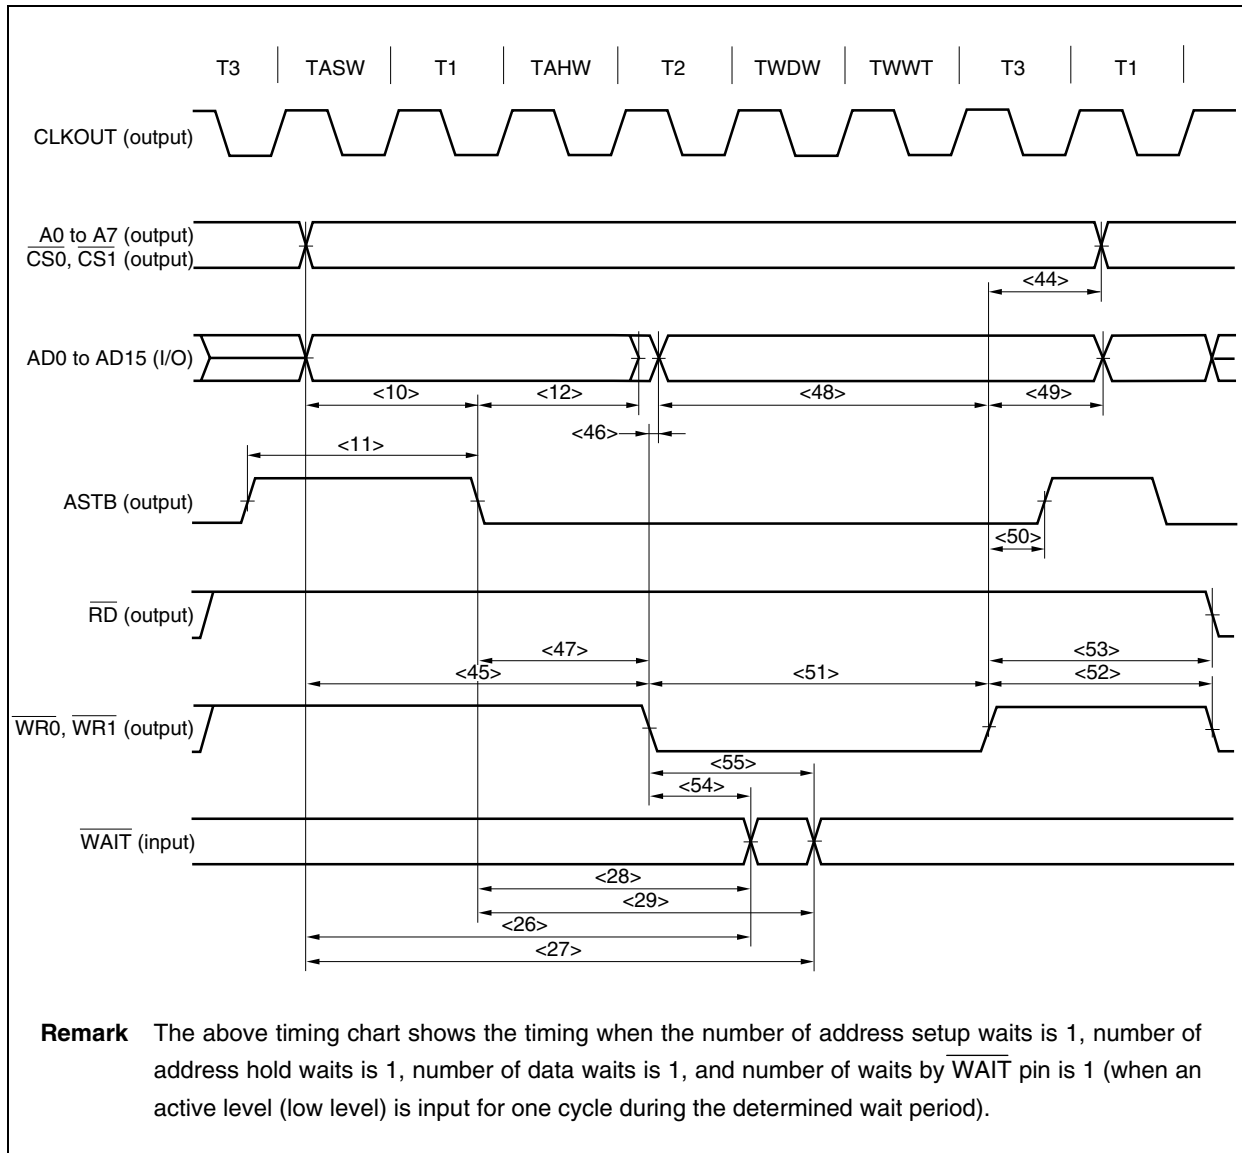 T3 TASW T1 TAHW T2 TWDW TWWT T3 T1
CLKOUT (output)
A0 to A7 (output)
CS0, CS1 (output)
<44>
AD0 to AD15 (I/O)
<10> <12> <48> <49>
<46>
<11>
ASTB (output)
<50>
RD (output)
<47> <53>
<45> <51> <52>
WR0, WR1 (output)
<55>
<54>
WAIT (input)
<28>
<29>
<26>
<27>
Remark The above timing chart shows the timing when the number of address setup waits is 1, number of
address hold waits is 1, number of data waits is 1, and number of waits by WAIT pin is 1 (when an
active level (low level) is input for one cycle during the determined wait period).